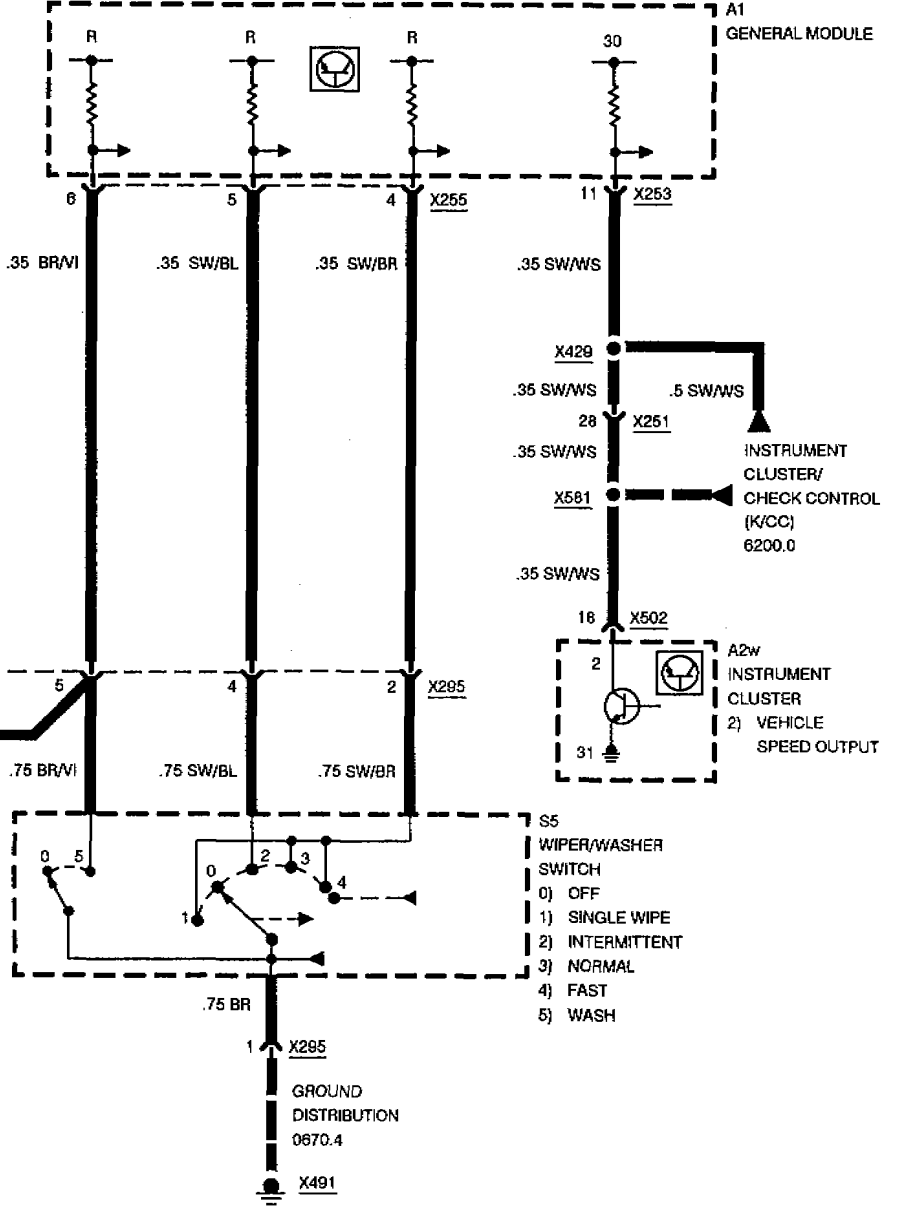 A1
GENERAL MODULE
R
R
R
30
6
5
4
X255
11
X253
.35 BR/VI
.35 SW/BL
.35 SW/BR
.35 SW/WS
X429
.35 SW/WS
.5 SW/WS
28
X251
.35 SW/WS
INSTRUMENT
CLUSTER/
CHECK CONTROL
(K/CC)
6200.0
X581
.35 SW/WS
18
X502
5
4
2
X295
2
A2w
INSTRUMENT
CLUSTER
2) VEHICLE
SPEED OUTPUT
31
.75 BR/VI
.75 SW/BL
.75 SW/BR
0
5
0
1
2
3
4
S5
WIPER/WASHER
SWITCH
0) OFF
1) SINGLE WIPE
2) INTERMITTENT
3) NORMAL
4) FAST
5) WASH
.75 BR
1
X295
GROUND
DISTRIBUTION
0670.4
X491